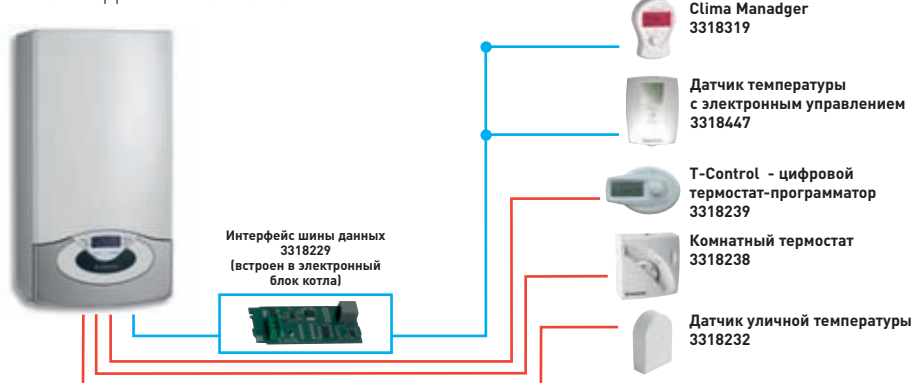 Clima Manadger
3318319
Датчик температуры
с электронным управлением
3318447
T-Control - цифровой
термостат-программатор
3318239
Интерфейс шины данных
3318229
(встроен в электронный
блок котла)
Комнатный термостат
3318238
Датчик уличной температуры
3318232